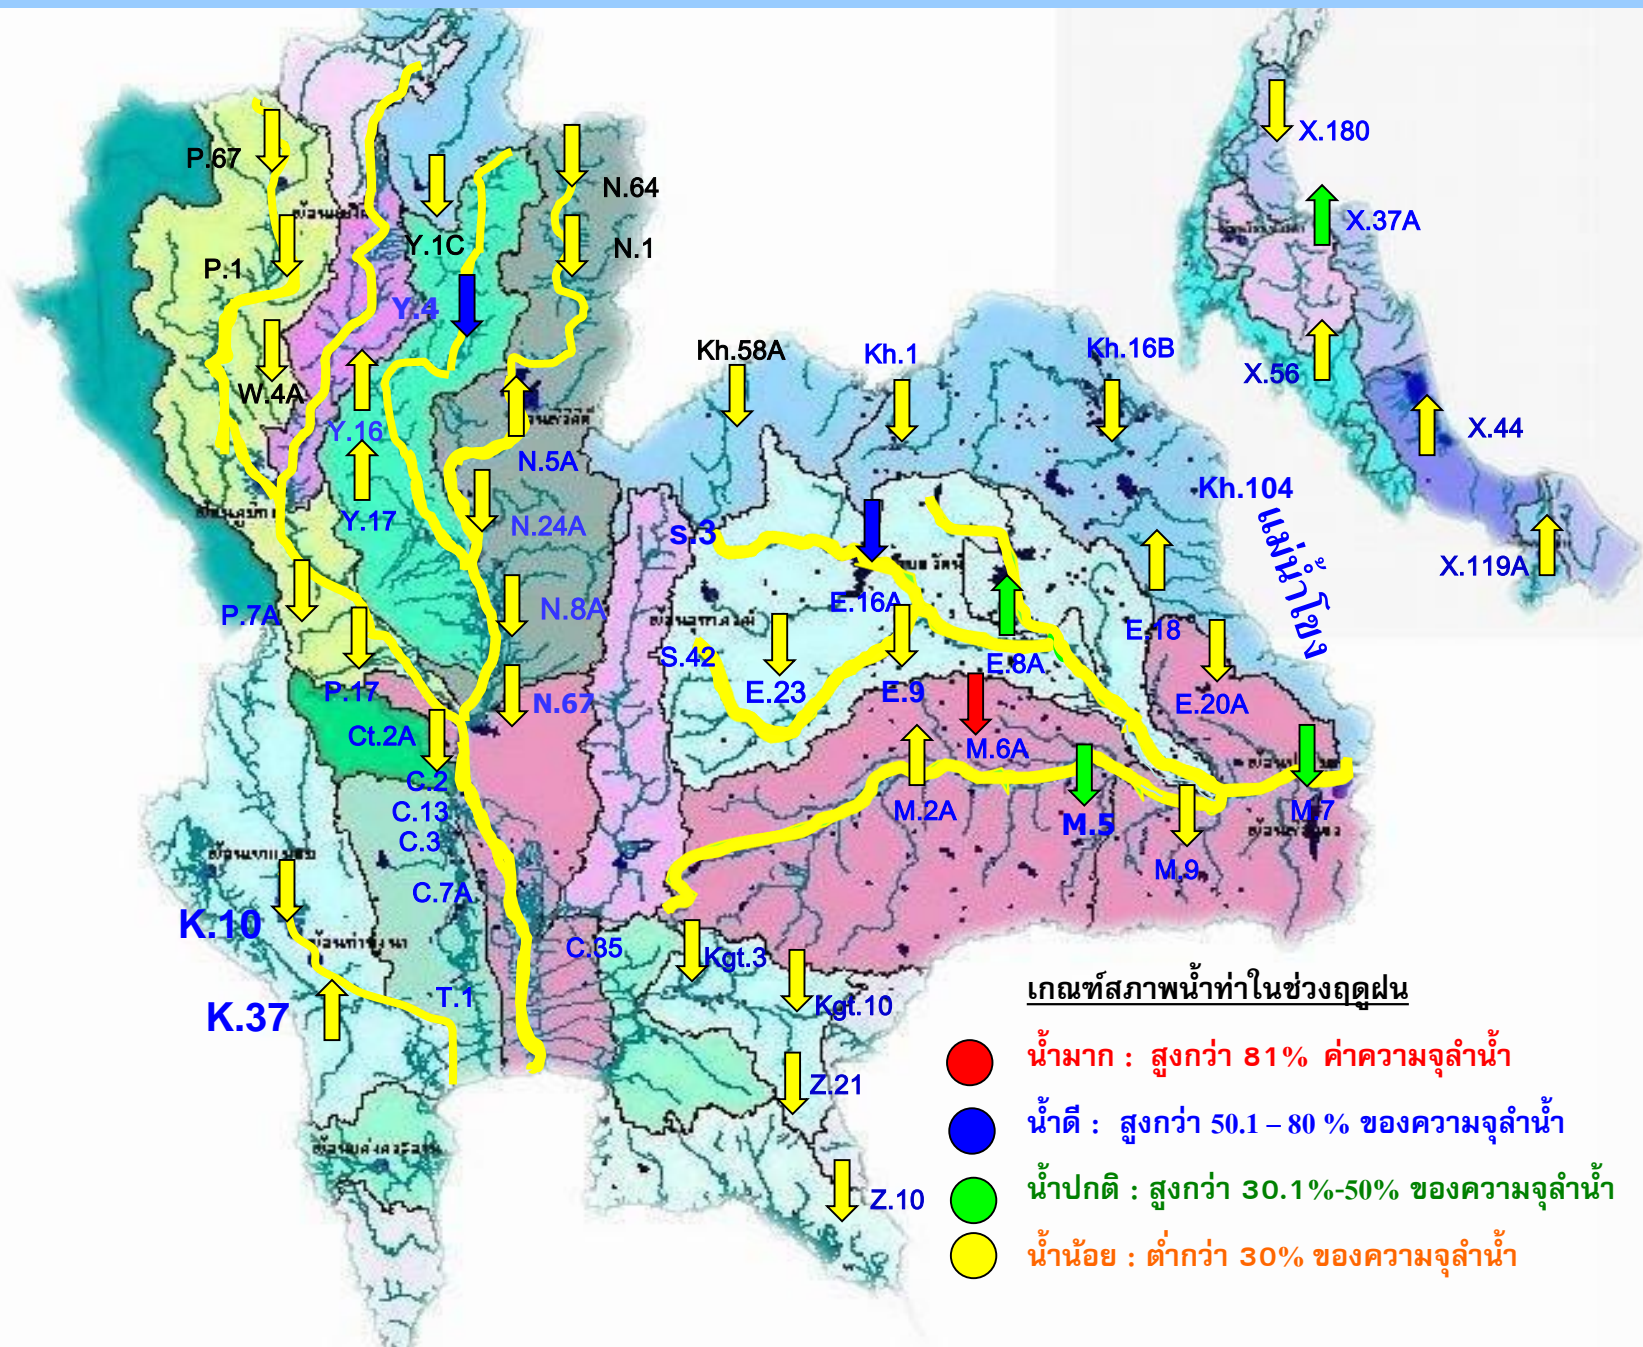 P.67
P.1
W.4A
Y.1C
Y.4
N.64
N.1
Y.16
Y.17
N.5A
N.24A
N.8A
N.67
P.7A
P.17
Ct.2A
C.2
C.13
C.3
C.7A
C.35
T.1
K.10
K.37
Kh.58A
Kh.1
Kh.16B
Kh.104
แม่น้ำโขง
s.3
S.42
E.16A
E.23
E.9
E.8A
E.18
E.20A
M.6A
M.2A
M.5
M.9
M.7
Kgt.3
Kgt.10
Z.21
Z.10
X.180
X.37A
X.56
X.44
X.119A
เกณฑ์สภาพน้ำท่าในช่วงฤดูฝน
น้ำมาก : สูงกว่า 81% ค่าความจุลำน้ำ
น้ำดี : สูงกว่า 50.1 – 80 % ของความจุลำน้ำ
น้ำปกติ : สูงกว่า 30.1%-50% ของความจุลำน้ำ
น้ำน้อย : ต่ำกว่า 30% ของความจุลำน้ำ